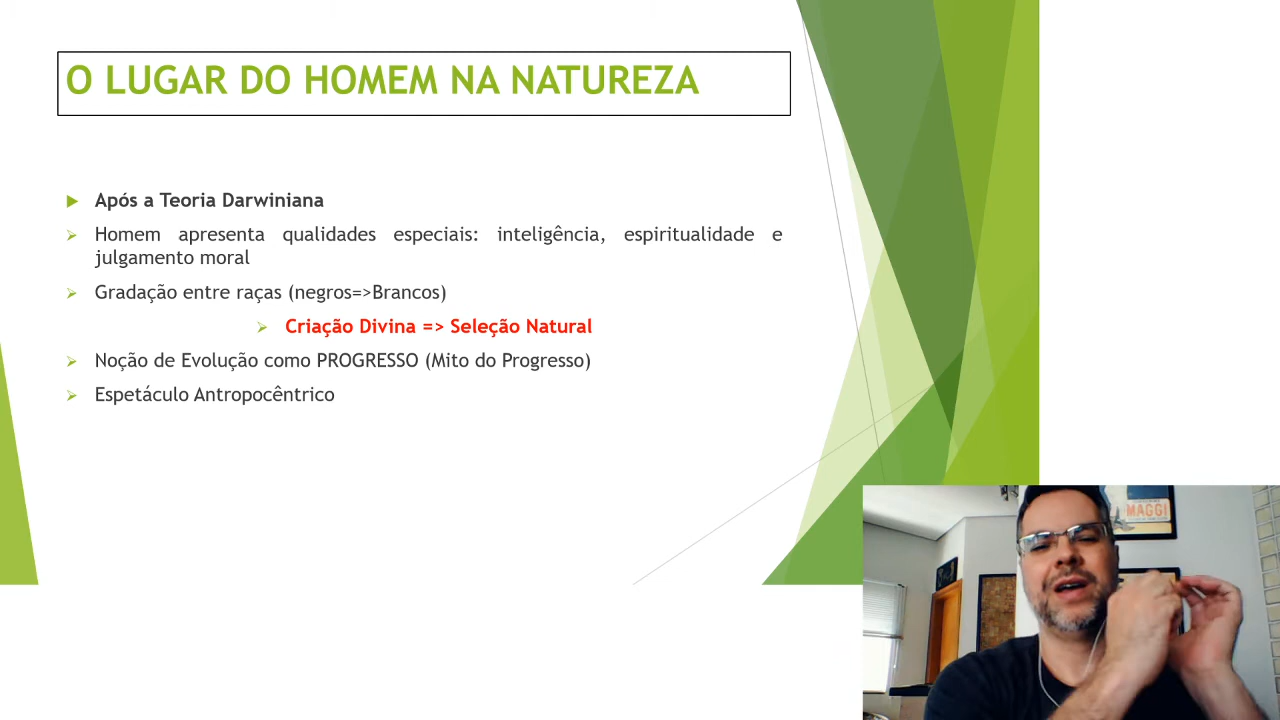 O LUGAR DO HOMEM NA NATUREZA
Após a Teoria Darwiniana
Homem apresenta qualidades especiais: inteligência, espiritualidade e
julgamento moral
Gradação entre raças (negros=>Brancos)
Criação Divina => Seleção Natural
Noção de Evolução como PROGRESSO (Mito do Progresso)
Espetáculo Antropocêntrico
MAGGI